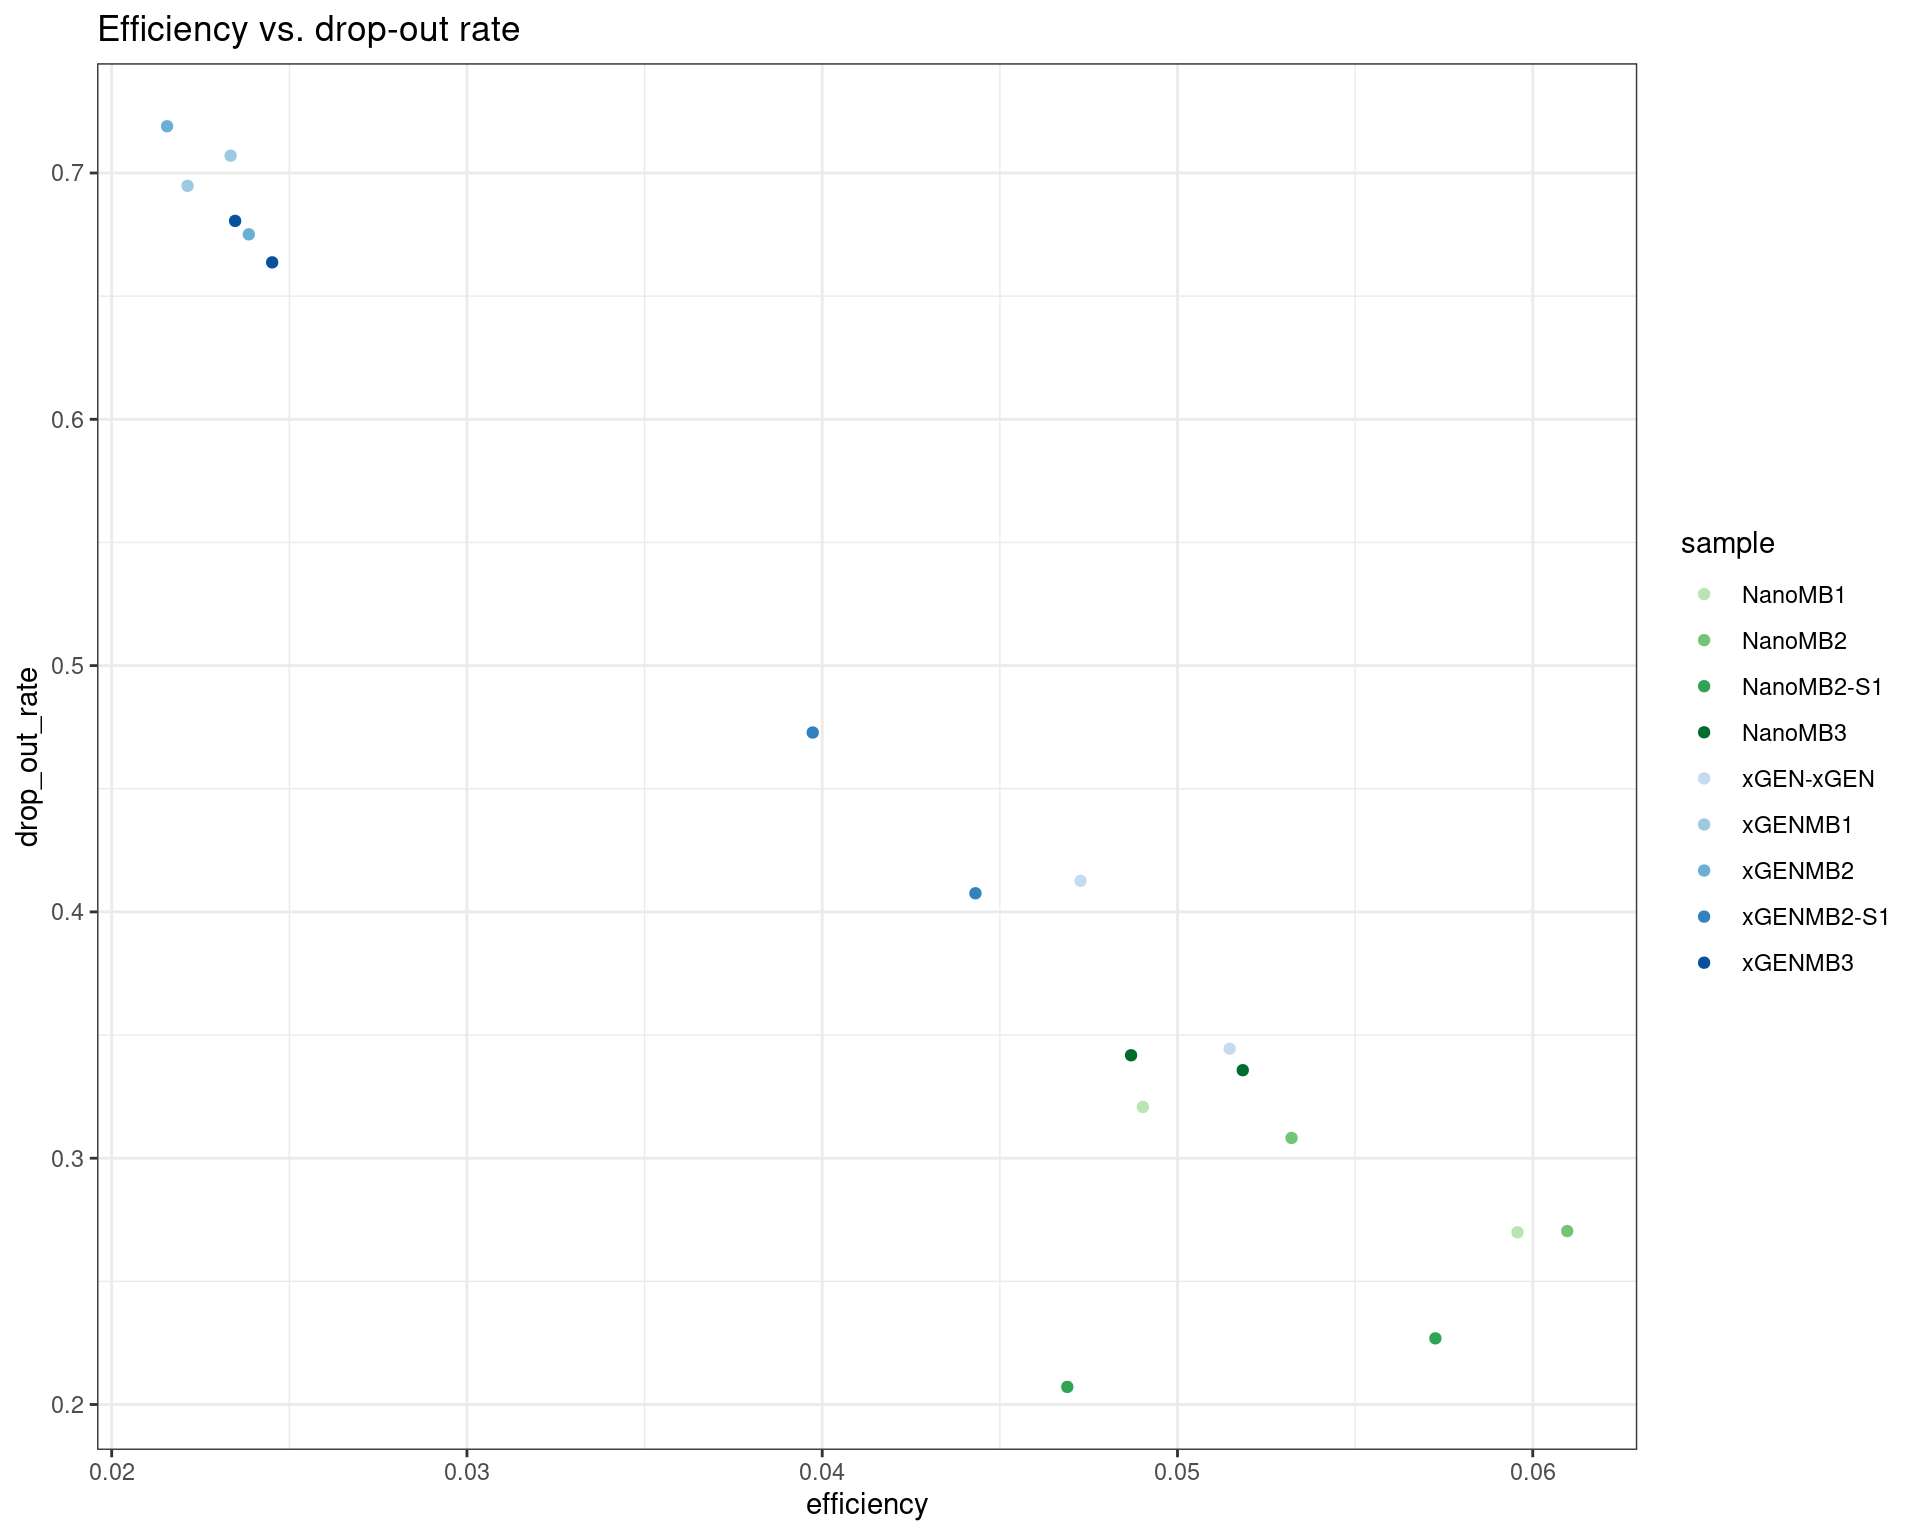 Efficiency vs. drop-out rate
drop_out_rate
0.7
0.6
0.5
0.4
0.3
0.2
0.02 0.03 0.04 0.05 0.06
efficiency
sample
NanoMB1
NanoMB2
NanoMB2-S1
NanoMB3
xGEN-xGEN
xGENMB1
xGENMB2
xGENMB2-S1
xGENMB3